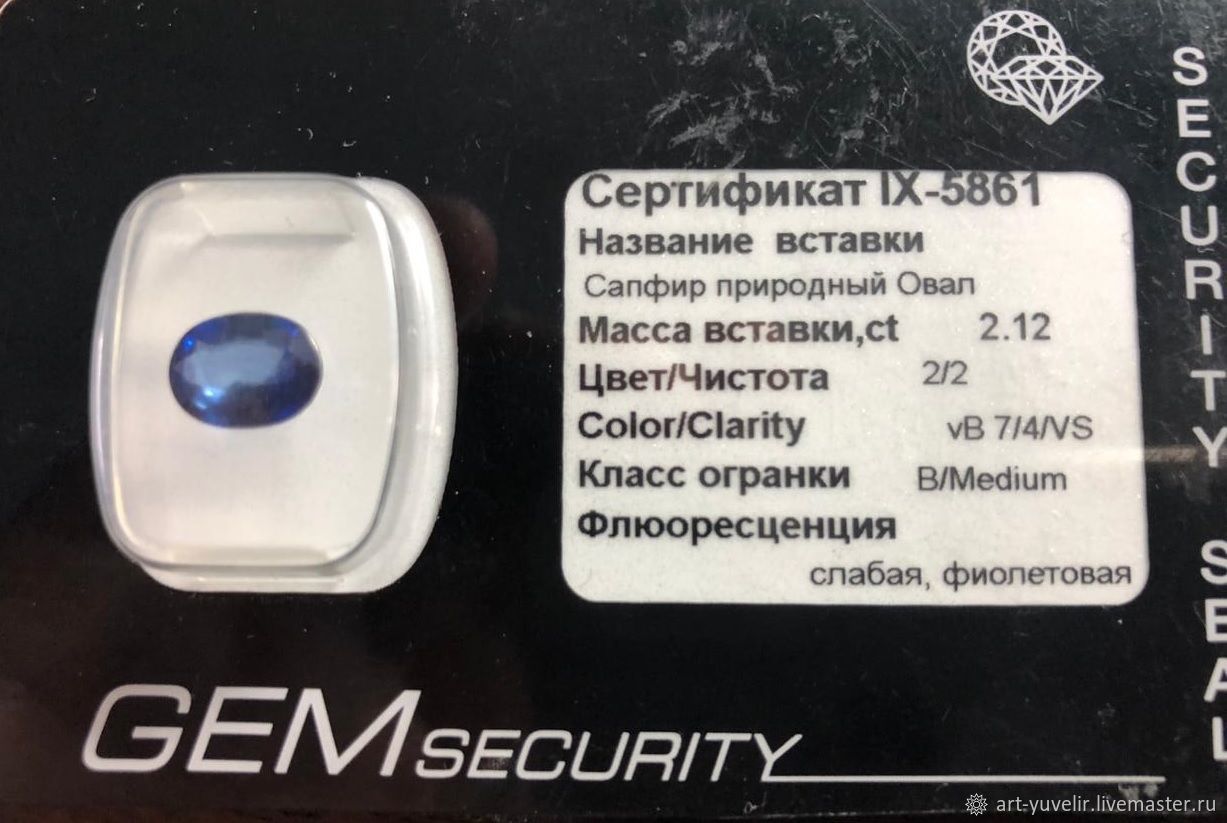 Сертификат IX-5861
Название вставки
Сапфир природный Овал
Масса вставки,ct 2.12
Цвет/Чистота 2/2
Color/Clarity vB 7/4/VS
Класс огранки B/Medium
Флюоресценция
слабая, фиолетовая
GEM SECURITY
SECURITY SEAL
art-yuvelir.livemaster.ru